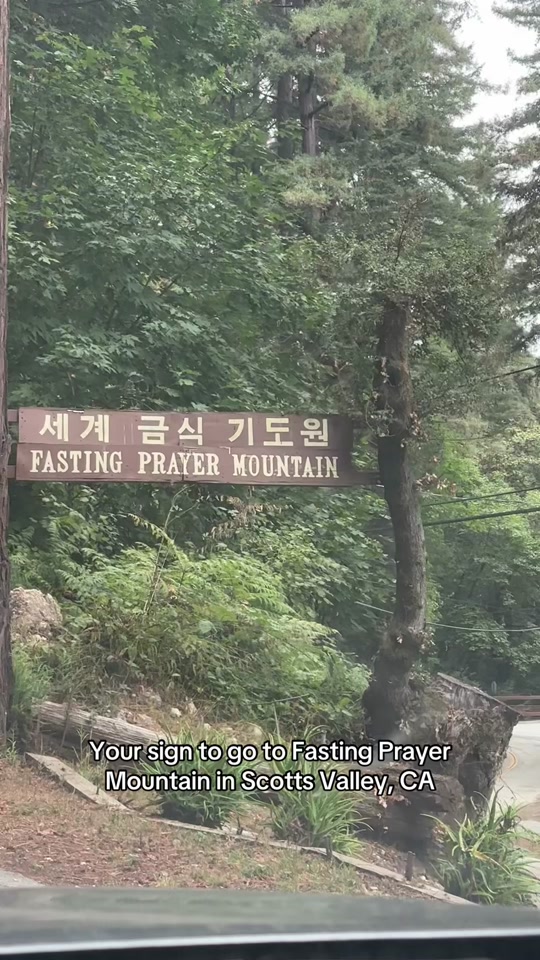 세계 금식 기도원
FASTING PRAYER MOUNTAIN
Your sign to go to Fasting Prayer
Mountain in Scotts Valley, CA